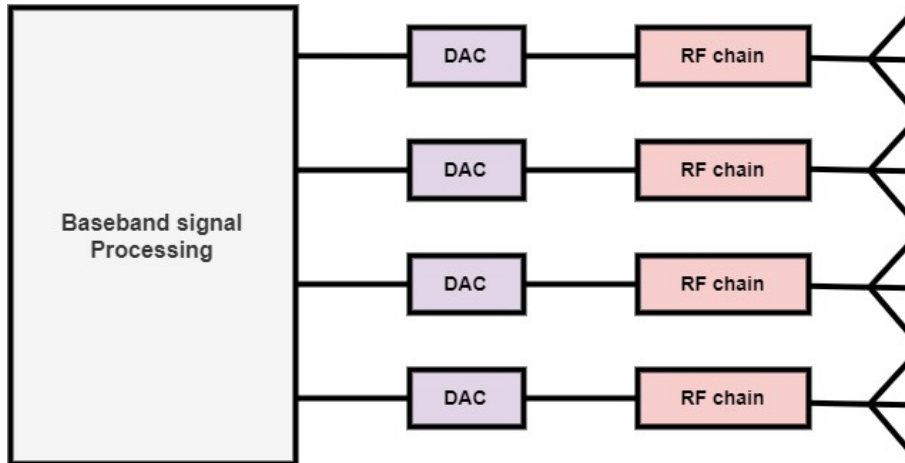 Baseband signal
Processing
DAC
RF chain
DAC
RF chain
DAC
RF chain
DAC
RF chain